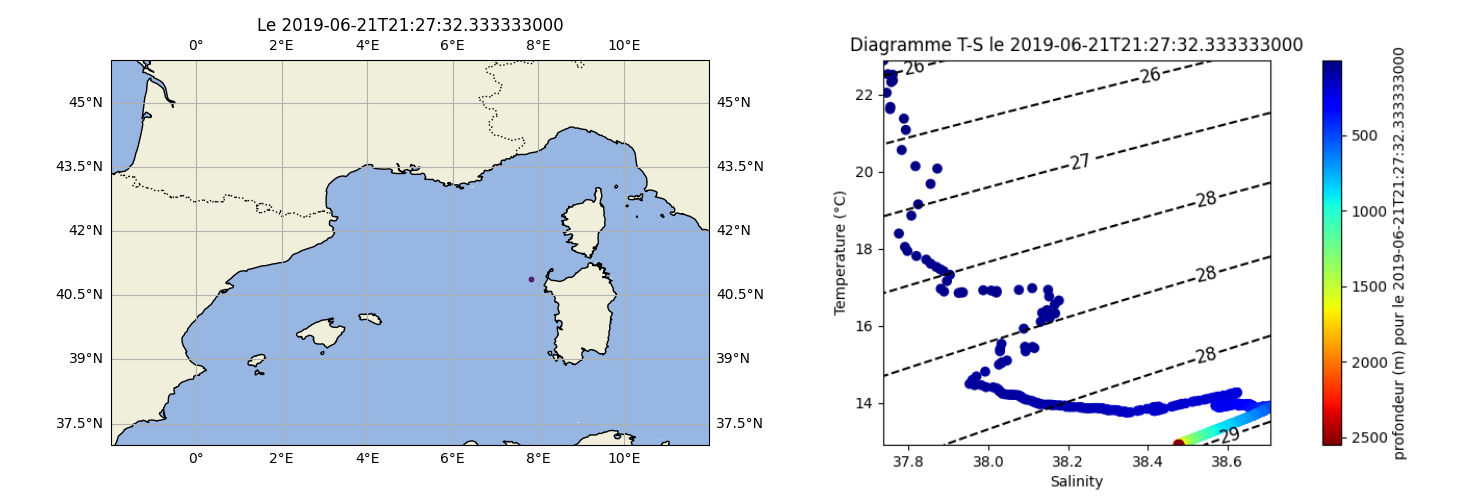 Le 2019-06-21T21:27:32.333333000
0° 2°E 4°E 6°E 8°E 10°E
45°N 45°N
43.5°N 43.5°N
42°N 42°N
40.5°N 40.5°N
39°N 39°N
37.5°N 37.5°N
0° 2°E 4°E 6°E 8°E 10°E
Diagramme T-S le 2019-06-21T21:27:32.333333000
Temperature (°C)
22
20
18
16
14
26
26
27
28
28
28
29
37.8 38.0 38.2 38.4 38.6
Salinity
500
1000
1500
2000
2500
profondeur (m) pour le 2019-06-21T21:27:32.333333000